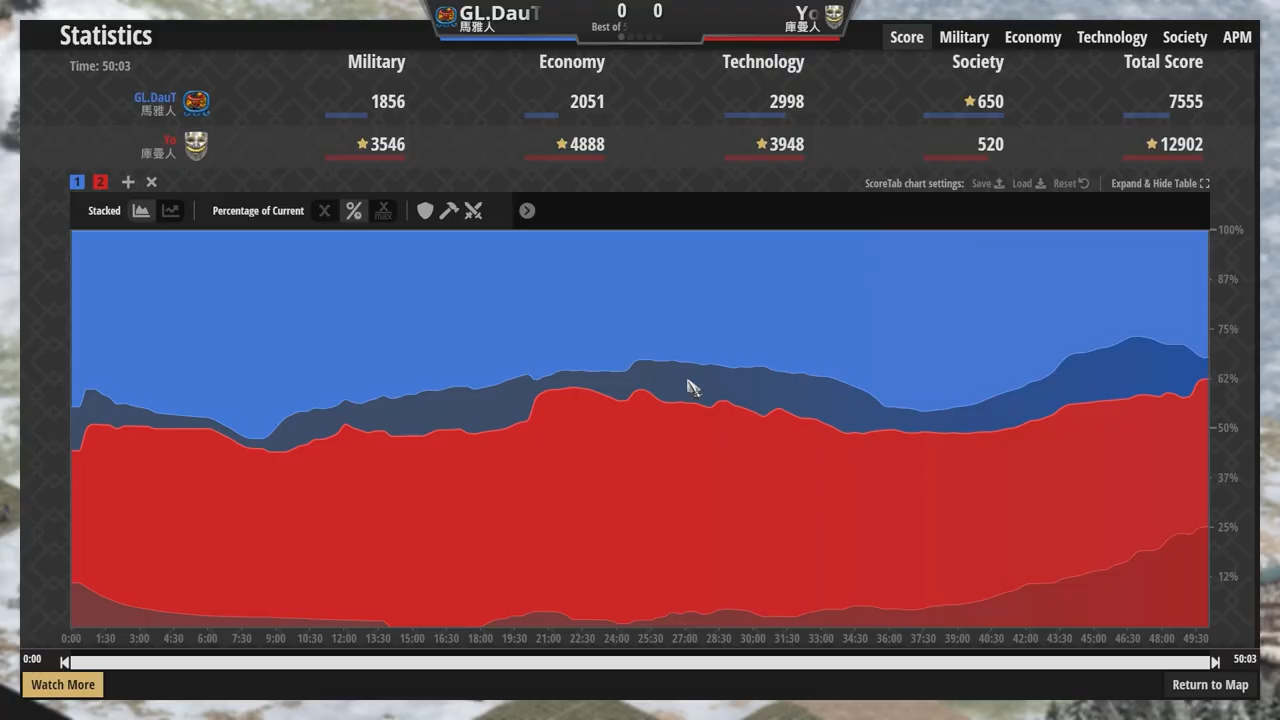 GL.DauT 0 0 Yo
馬雅人 Best of 5 庫曼人
Statistics
Score Military Economy Technology Society APM
Time: 50:03 Military Economy Technology Society Total Score
GL.DauT 1856 2051 2998 650 7555
馬雅人
Yo 3546 4888 3948 520 12902
庫曼人
1 2 ScoreTab chart settings: Save Load Reset Expand & Hide Table
Stacked Percentage of Current X % X max
100%
87%
75%
62%
50%
37%
25%
12%
0:00 1:30 3:00 4:30 6:00 7:30 9:00 10:30 12:00 13:30 15:00 16:30 18:00 19:30 21:00 22:30 24:00 25:30 27:00 28:30 30:00 31:30 33:00 34:30 36:00 37:30 39:00 40:30 42:00 43:30 45:00 46:30 48:00 49:30
0:00 50:03
Watch More Return to Map